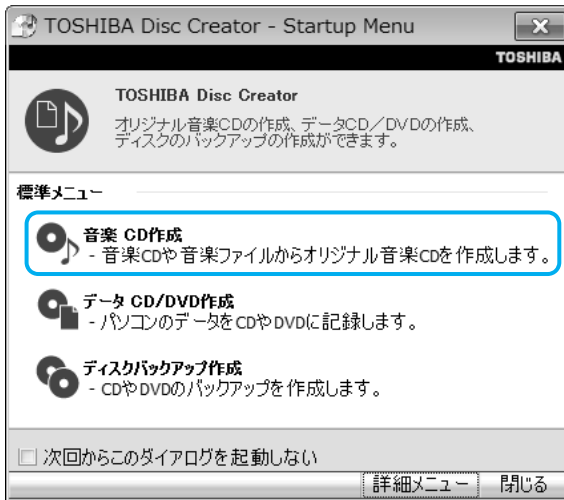 TOSHIBA Disc Creator - Startup Menu
TOSHIBA
TOSHIBA Disc Creator
オリジナル音楽CDの作成、データCD／DVDの作成、
ディスクのバックアップの作成ができます。
標準メニュー
音楽 CD作成
- 音楽CDや音楽ファイルからオリジナル音楽CDを作成します。
データ CD/DVD作成
- パソコンのデータをCDやDVDに記録します。
ディスクバックアップ作成
- CDやDVDのバックアップを作成します。
次回からこのダイアログを起動しない
詳細メニュー 閉じる